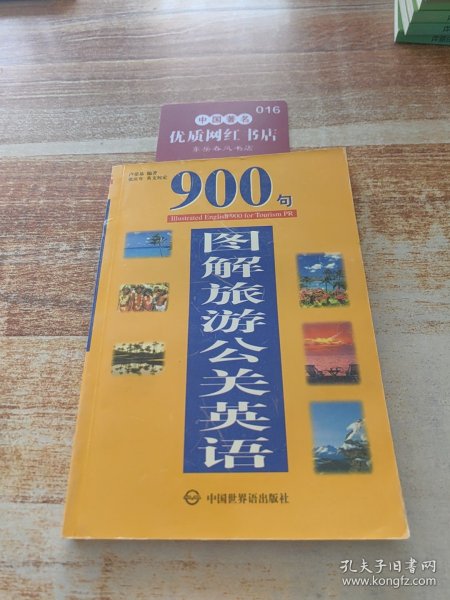 016
中国著名
优质网红书店
900句
Illustrated English 900 for Tourism PR
图解旅游公关英语
中国世界语出版社
孔夫子旧书网
www.kongfz.com